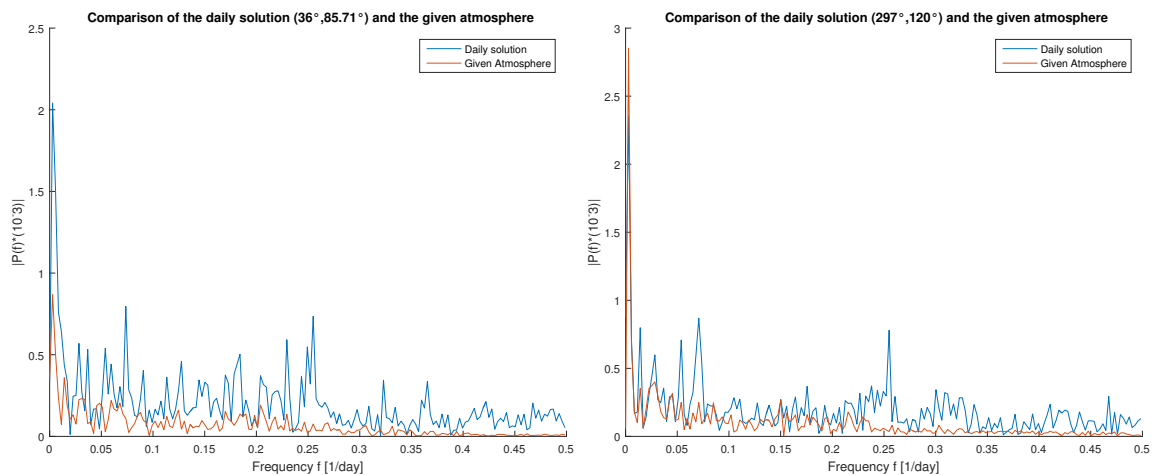 Comparison of the daily solution (36°,85.71°) and the given atmosphere
2.5
2
1.5
1
0.5
0
|P(f)*(10^3)|
Daily solution
Given Atmosphere
0 0.05 0.1 0.15 0.2 0.25 0.3 0.35 0.4 0.45 0.5
Frequency f [1/day]
Comparison of the daily solution (297°,120°) and the given atmosphere
3
2.5
2
1.5
1
0.5
0
|P(f)*(10^3)|
Daily solution
Given Atmosphere
0 0.05 0.1 0.15 0.2 0.25 0.3 0.35 0.4 0.45 0.5
Frequency f [1/day]